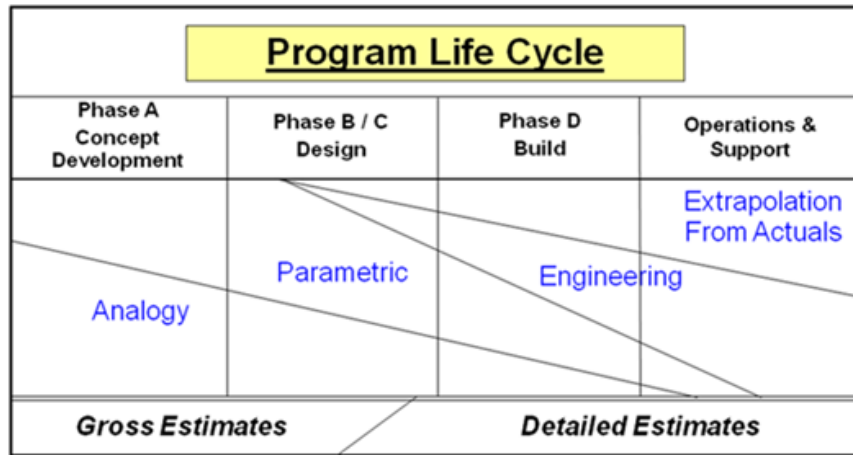 Program Life Cycle
Phase A
Concept
Development
Phase B / C
Design
Phase D
Build
Operations &
Support
Extrapolation
From Actuals
Parametric
Engineering
Analogy
Gross Estimates
Detailed Estimates